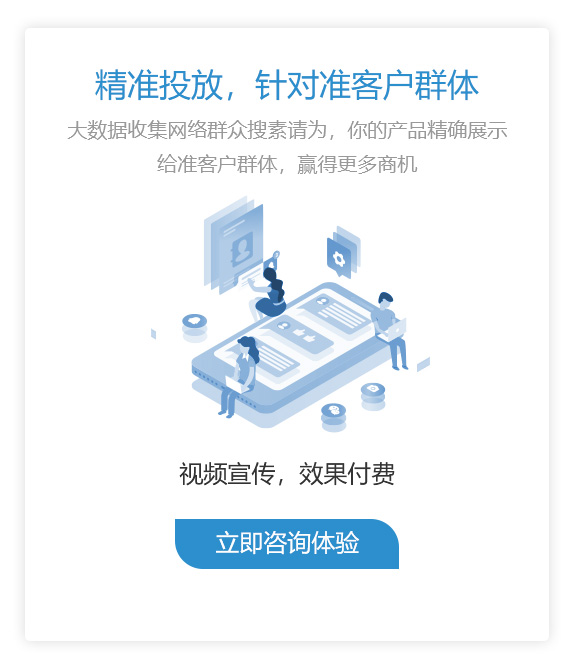 精准投放，针对准客户群体
大数据收集网络群众搜素请为，你的产品精确展示
给准客户群体，赢得更多商机
视频宣传，效果付费
立即咨询体验